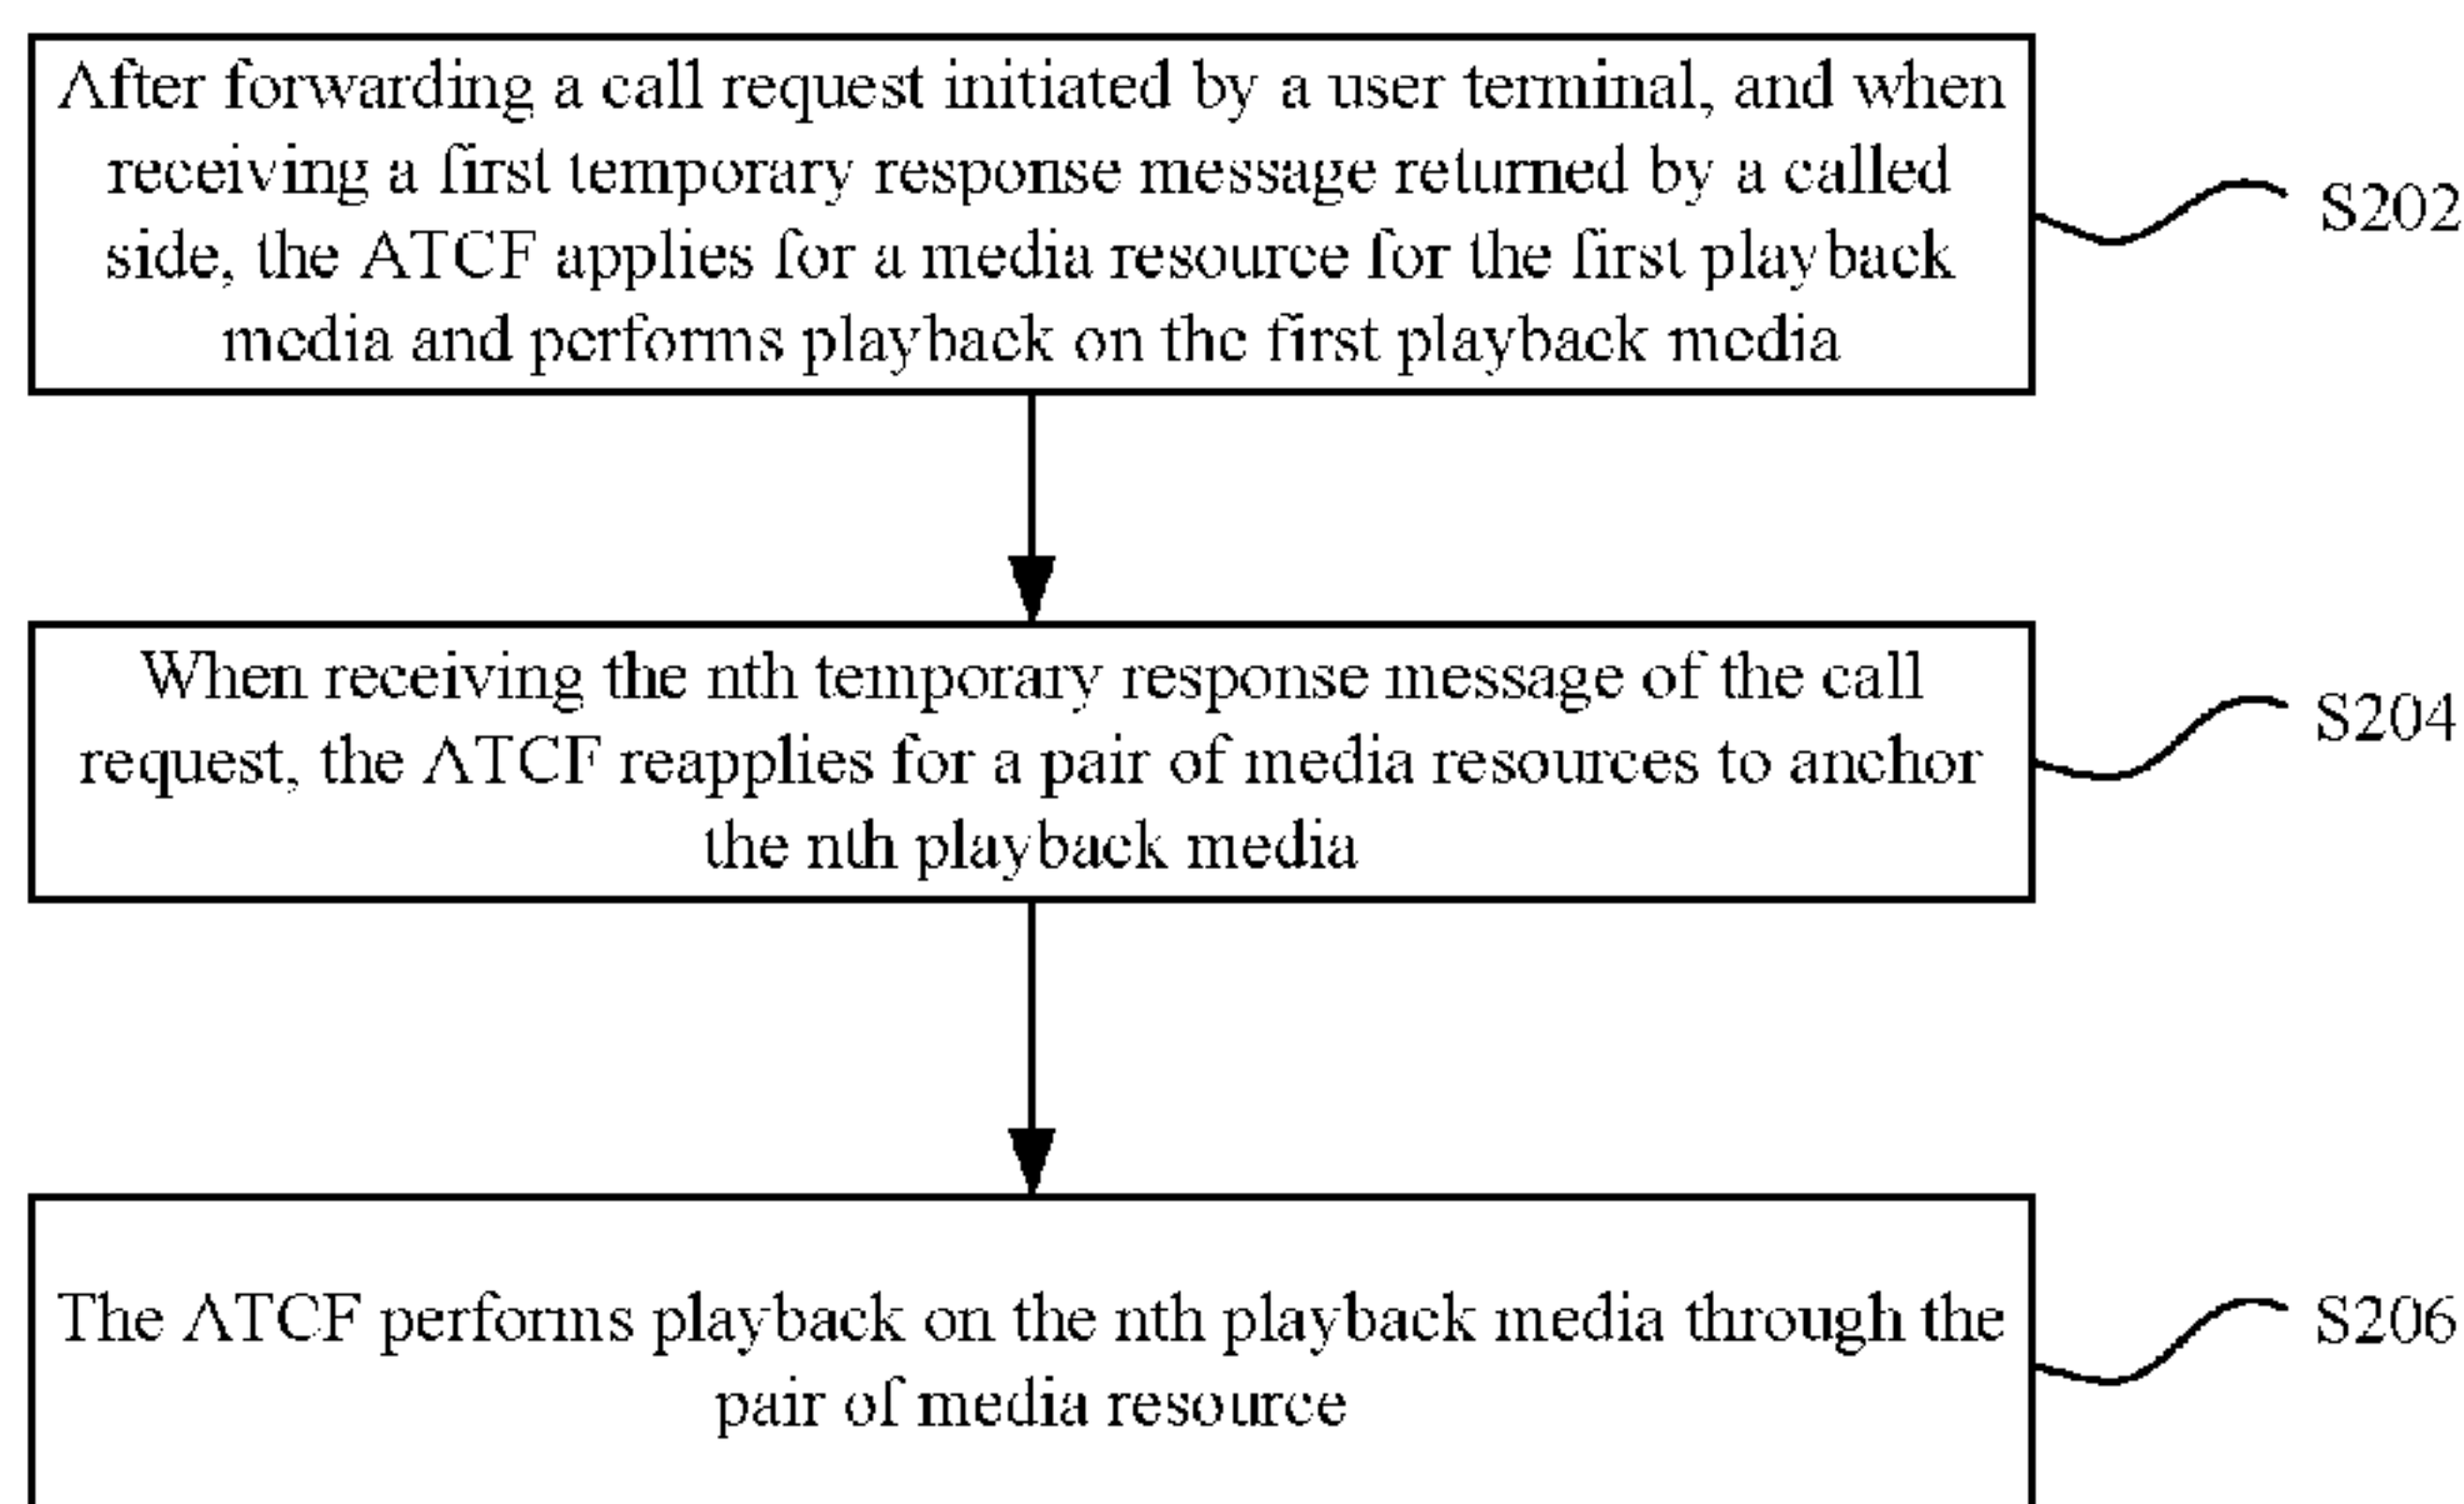 After forwarding a call request initiated by a user terminal, and when
receiving a first temporary response message returned by a called
side, the ATCF applies for a media resource for the first playback
media and performs playback on the first playback media
S202
When receiving the nth temporary response message of the call
request, the ATCF reapplies for a pair of media resources to anchor
the nth playback media
S204
The ATCF performs playback on the nth playback media through the
pair of media resource
S206